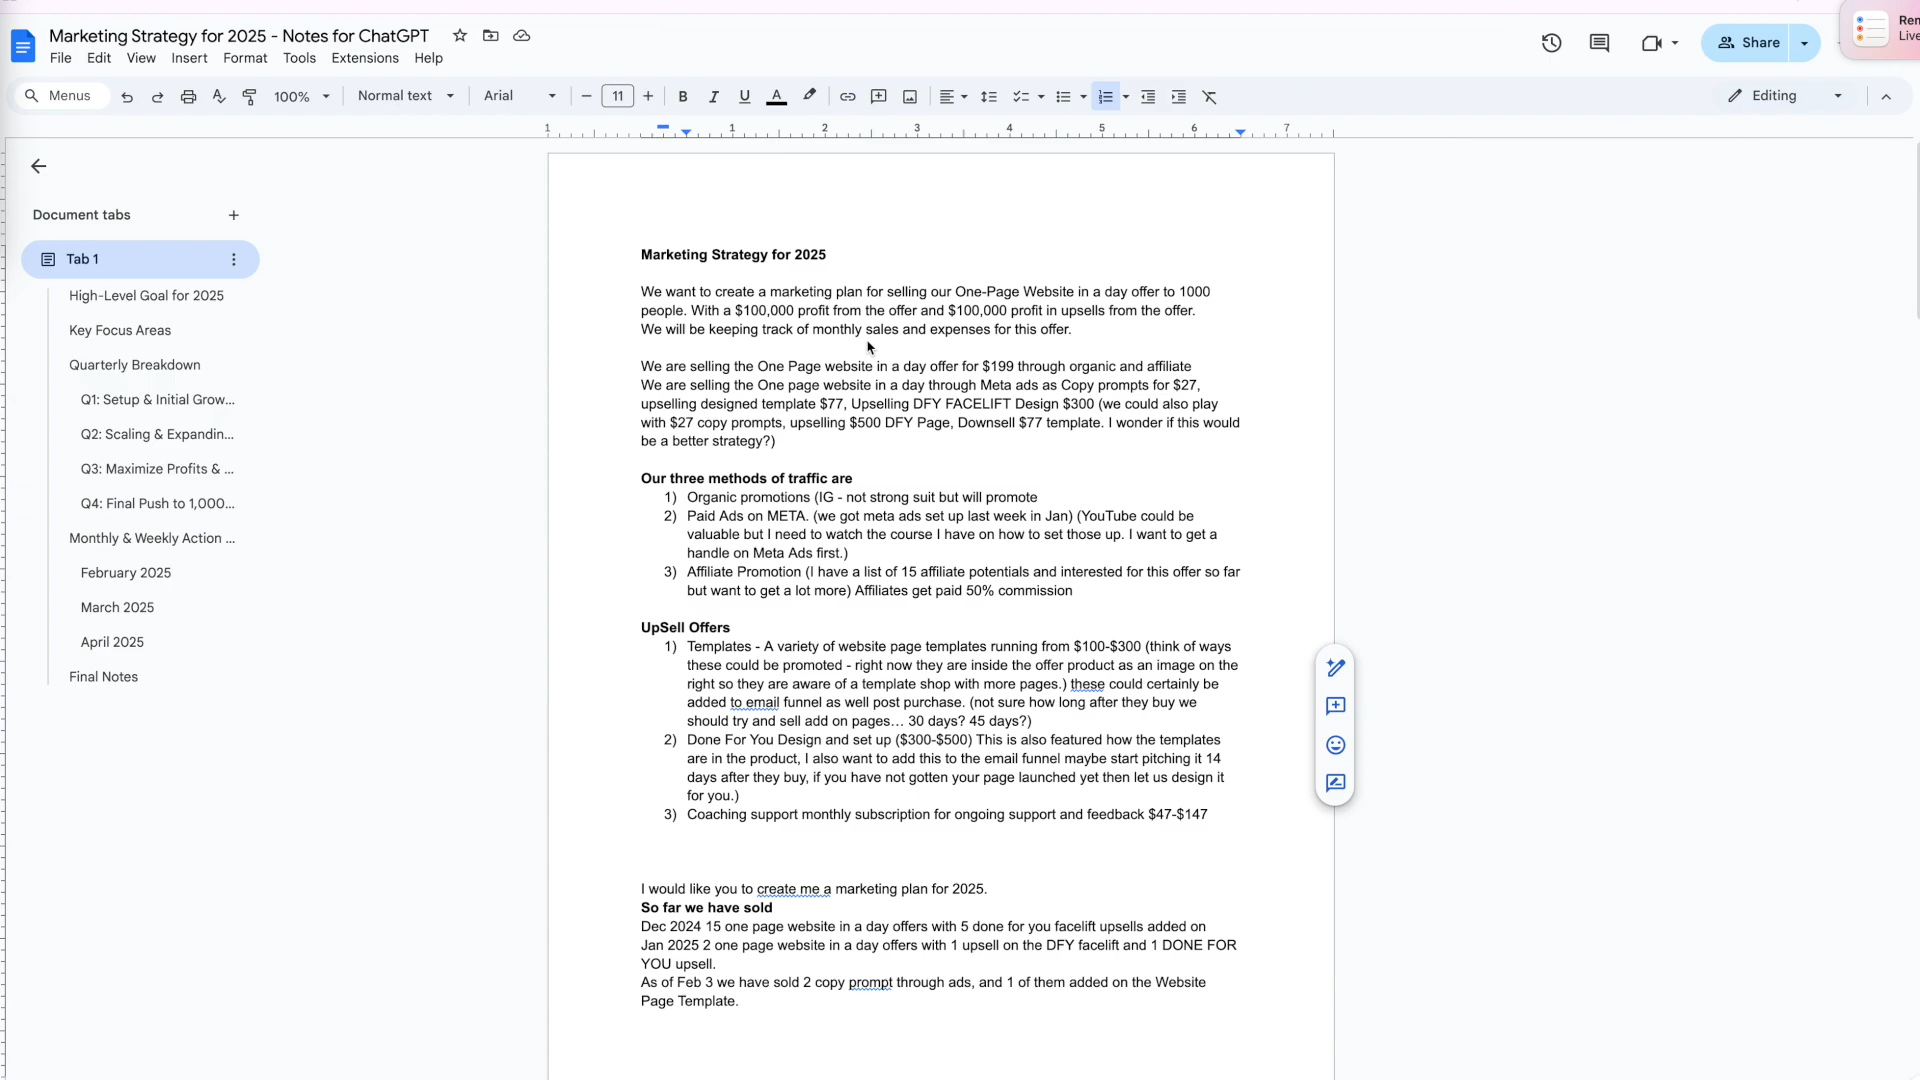 Marketing Strategy for 2025 - Notes for ChatGPT
Ren
Live
File Edit View Insert Format Tools Extensions Help
Share
Menus 100% Normal text Arial 11 Editing
1 1 2 3 4 5 6 7
Document tabs
Tab 1
High-Level Goal for 2025
Key Focus Areas
Quarterly Breakdown
Q1: Setup & Initial Grow...
Q2: Scaling & Expandin...
Q3: Maximize Profits & ...
Q4: Final Push to 1,000...
Monthly & Weekly Action ...
February 2025
March 2025
April 2025
Final Notes
Marketing Strategy for 2025
We want to create a marketing plan for selling our One-Page Website in a day offer to 1000
people. With a $100,000 profit from the offer and $100,000 profit in upsells from the offer.
We will be keeping track of monthly sales and expenses for this offer.
We are selling the One Page website in a day offer for $199 through organic and affiliate
We are selling the One page website in a day through Meta ads as Copy prompts for $27,
upselling designed template $77, Upselling DFY FACELIFT Design $300 (we could also play
with $27 copy prompts, upselling $500 DFY Page, Downsell $77 template. I wonder if this would
be a better strategy?)
Our three methods of traffic are
1) Organic promotions (IG - not strong suit but will promote
2) Paid Ads on META. (we got meta ads set up last week in Jan) (YouTube could be
valuable but I need to watch the course I have on how to set those up. I want to get a
handle on Meta Ads first.)
3) Affiliate Promotion (I have a list of 15 affiliate potentials and interested for this offer so far
but want to get a lot more) Affiliates get paid 50% commission
UpSell Offers
1) Templates - A variety of website page templates running from $100-$300 (think of ways
these could be promoted - right now they are inside the offer product as an image on the
right so they are aware of a template shop with more pages.) these could certainly be
added to email funnel as well post purchase. (not sure how long after they buy we
should try and sell add on pages... 30 days? 45 days?)
2) Done For You Design and set up ($300-$500) This is also featured how the templates
are in the product, I also want to add this to the email funnel maybe start pitching it 14
days after they buy, if you have not gotten your page launched yet then let us design it
for you.)
3) Coaching support monthly subscription for ongoing support and feedback $47-$147
I would like you to create me a marketing plan for 2025.
So far we have sold
Dec 2024 15 one page website in a day offers with 5 done for you facelift upsells added on
Jan 2025 2 one page website in a day offers with 1 upsell on the DFY facelift and 1 DONE FOR
YOU upsell.
As of Feb 3 we have sold 2 copy prompt through ads, and 1 of them added on the Website
Page Template.